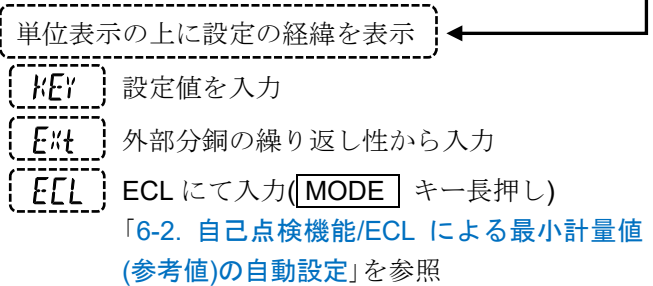 単位表示の上に設定の経緯を表示
KEY 設定値を入力
Ext 外部分銅の繰り返し性から入力
ECL ECL にて入力( MODE キー長押し)
「6-2. 自己点検機能/ECL による最小計量値
(参考値)の自動設定」を参照